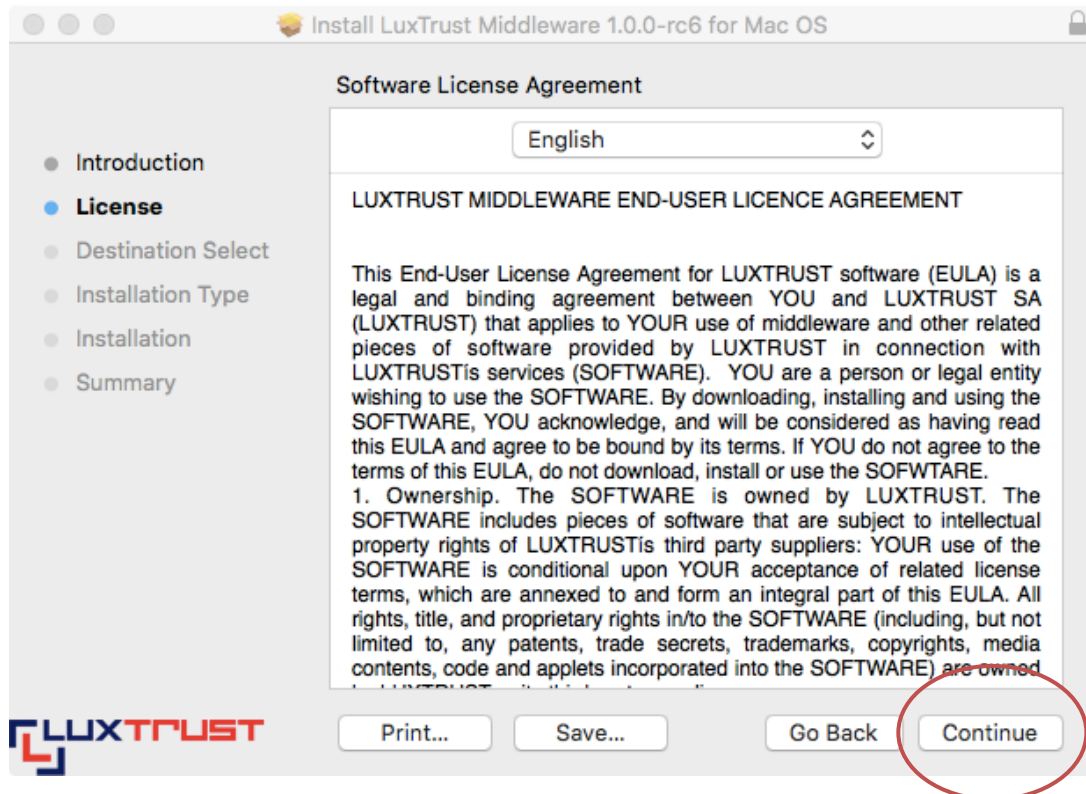 Install LuxTrust Middleware 1.0.0-rc6 for Mac OS
Software License Agreement
Introduction
License
Destination Select
Installation Type
Installation
Summary
English
LUXTRUST MIDDLEWARE END-USER LICENCE AGREEMENT
This End-User License Agreement for LUXTRUST software (EULA) is a
legal and binding agreement between YOU and LUXTRUST SA
(LUXTRUST) that applies to YOUR use of middleware and other related
pieces of software provided by LUXTRUST in connection with
LUXTRUSTís services (SOFTWARE). YOU are a person or legal entity
wishing to use the SOFTWARE. By downloading, installing and using the
SOFTWARE, YOU acknowledge, and will be considered as having read
this EULA and agree to be bound by its terms. If YOU do not agree to the
terms of this EULA, do not download, install or use the SOFWTARE.
1. Ownership. The SOFTWARE is owned by LUXTRUST. The
SOFTWARE includes pieces of software that are subject to intellectual
property rights of LUXTRUSTís third party suppliers: YOUR use of the
SOFTWARE is conditional upon YOUR acceptance of related license
terms, which are annexed to and form an integral part of this EULA. All
rights, title, and proprietary rights in/to the SOFTWARE (including, but not
limited to, any patents, trade secrets, trademarks, copyrights, media
contents, code and applets incorporated into the SOFTWARE) are owned
LUXTRUST
Print...
Save...
Go Back
Continue